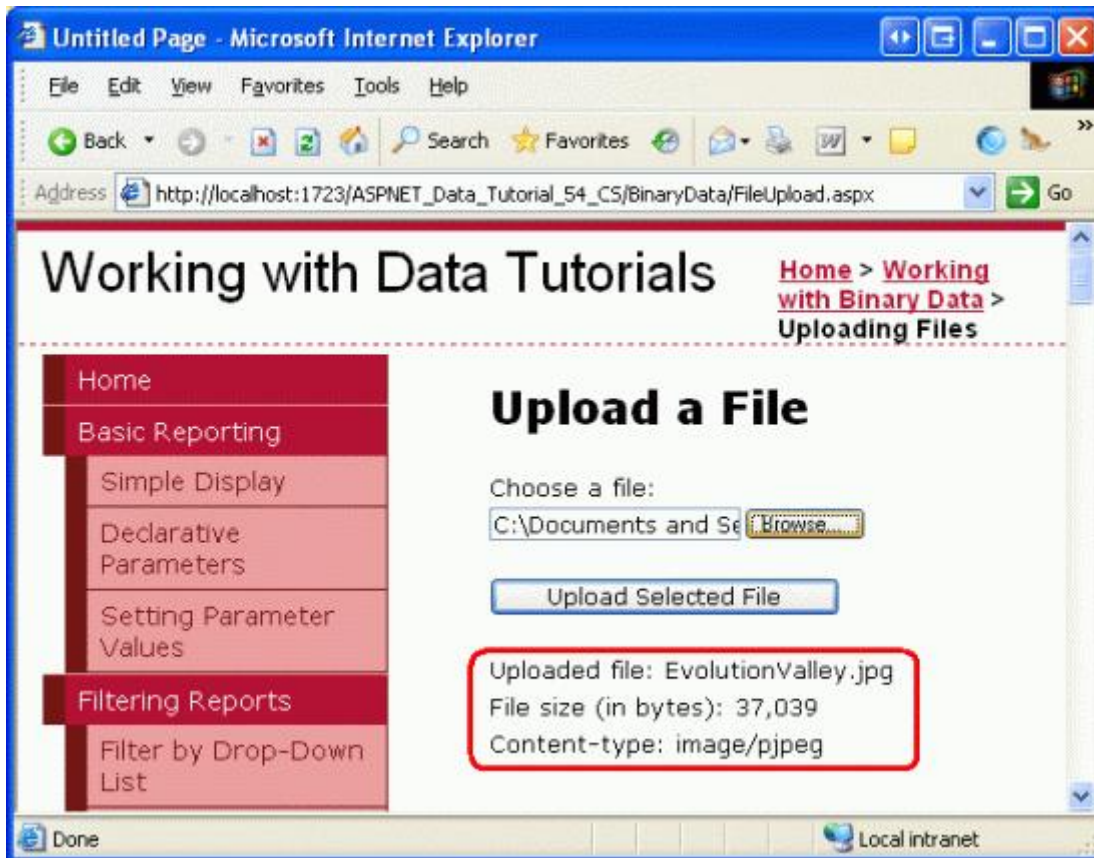 Untitled Page - Microsoft Internet Explorer
File Edit View Favorites Tools Help
Back Search Favorites
Address http://localhost:1723/ASPNET_Data_Tutorial_54_CS/BinaryData/FileUpload.aspx Go
Working with Data Tutorials
Home > Working
with Binary Data >
Uploading Files
Home
Basic Reporting
Simple Display
Declarative
Parameters
Setting Parameter
Values
Filtering Reports
Filter by Drop-Down
List
Upload a File
Choose a file:
C:\Documents and Se Browse...
Upload Selected File
Uploaded file: EvolutionValley.jpg
File size (in bytes): 37,039
Content-type: image/pjpeg
Done Local intranet